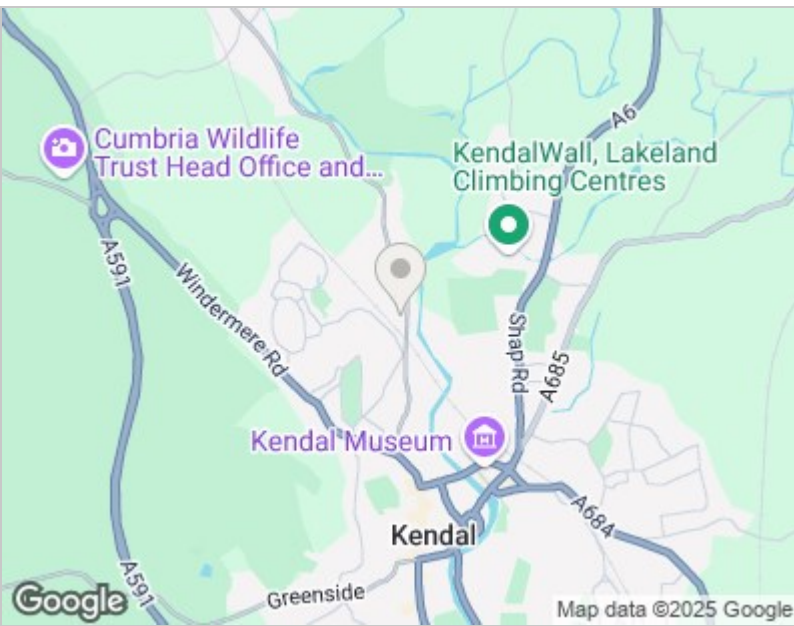 A6
Cumbria Wildlife
Trust Head Office and...
KendalWall, Lakeland
Climbing Centres
A591
Windermere Rd
Shap Rd
A685
Kendal Museum
A684
Kendal
A591
Greenside
Google
Map data ©2025 Google